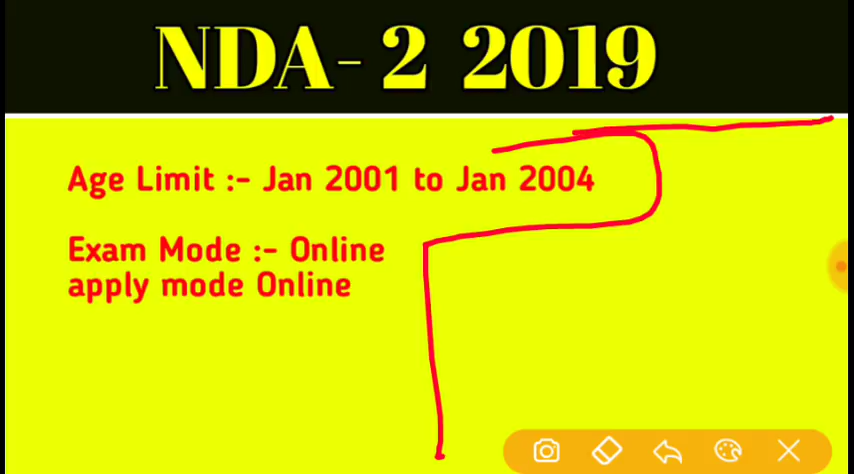 NDA- 2 2019
Age Limit :- Jan 2001 to Jan 2004
Exam Mode :- Online
apply mode Online